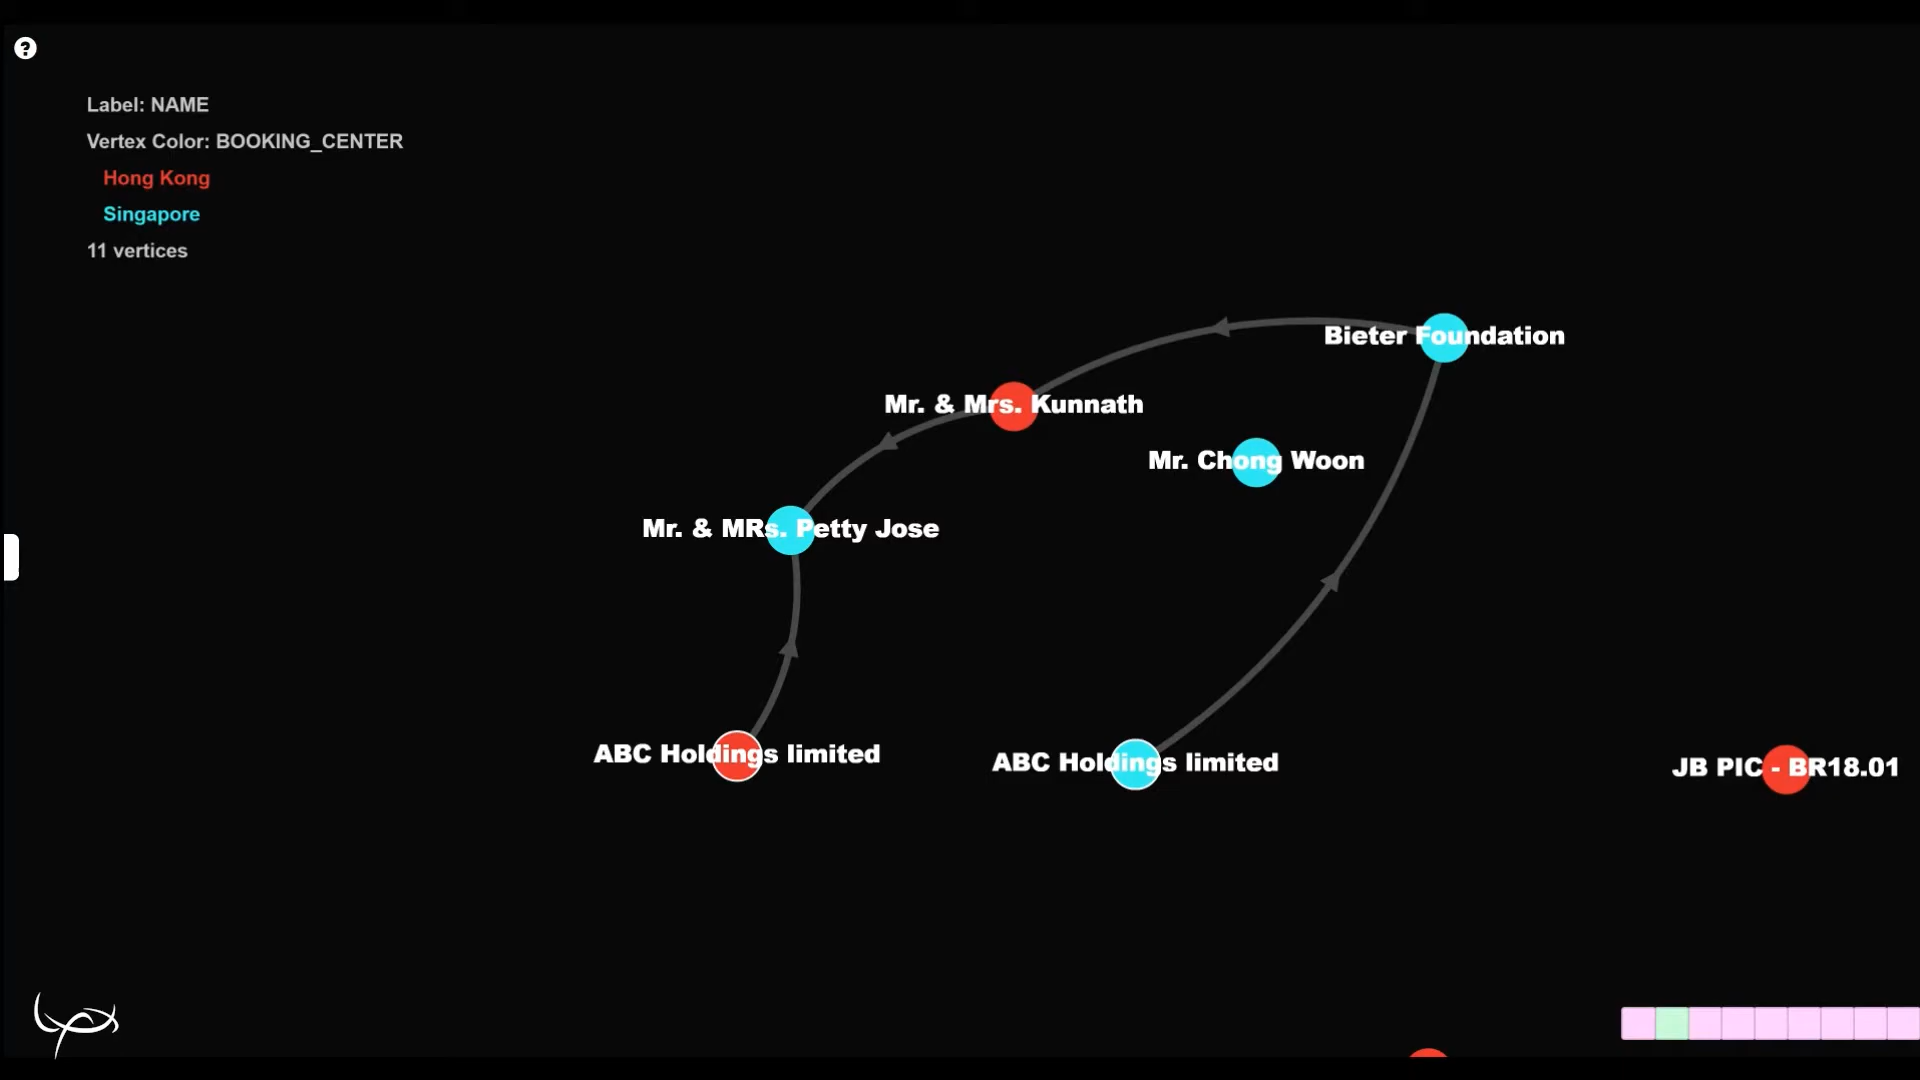 ?
Label: NAME
Vertex Color: BOOKING_CENTER
Hong Kong
Singapore
11 vertices
Bieter Foundation
Mr. & Mrs. Kunnath
Mr. Chong Woon
Mr. & MRs. Petty Jose
ABC Holdings limited
ABC Holdings limited
JB PIC - BR18.01